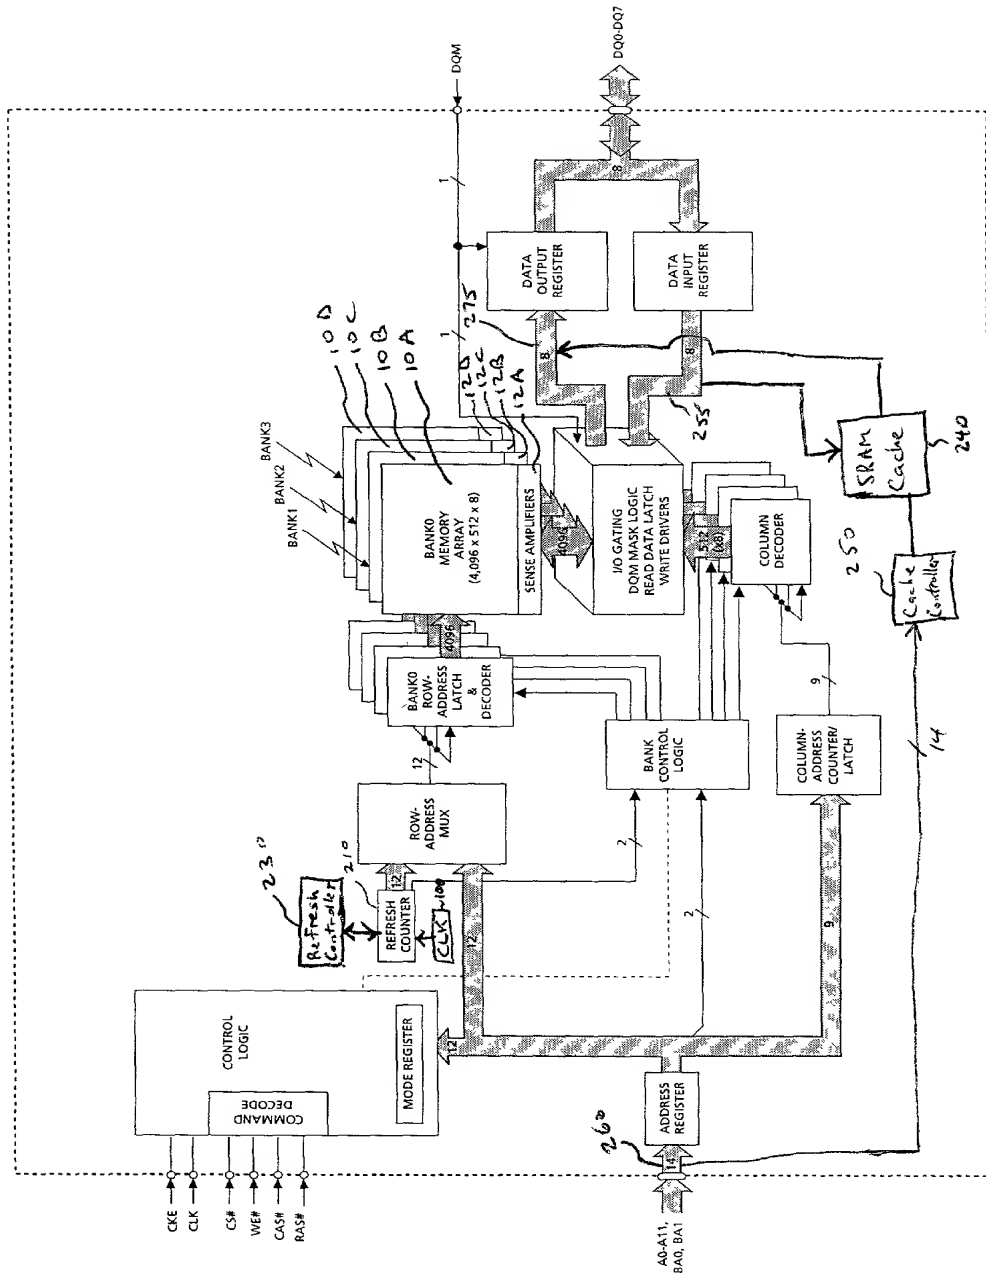 CKE
CLK
CS#
WE#
CAS#
RAS#
CONTROL
LOGIC
COMMAND
DECODE
MODE REGISTER
12
A0-A11,
BA0, BA1
14
260
ADDRESS
REGISTER
12
9
2
Refresh
Controller
230
210
REFRESH
COUNTER
CLK
100
12
ROW-
ADDRESS
MUX
2
12
BANK0
ROW-
ADDRESS
LATCH
&
DECODER
4096
BANK
CONTROL
LOGIC
COLUMN-
ADDRESS
COUNTER/
LATCH
9
14
BANK1
BANK2
BANK3
BANK0
MEMORY
ARRAY
(4,096 x 512 x 8)
SENSE AMPLIFIERS
10D
10C
10B
10A
12D
12C
12B
12A
4096
I/O GATING
DQM MASK LOGIC
READ DATA LATCH
WRITE DRIVERS
512
(x8)
COLUMN
DECODER
Cache
Controller
250
SRAM
Cache
240
255
275
8
8
1
1
DATA
OUTPUT
REGISTER
DATA
INPUT
REGISTER
8
DQM
DQ0-DQ7